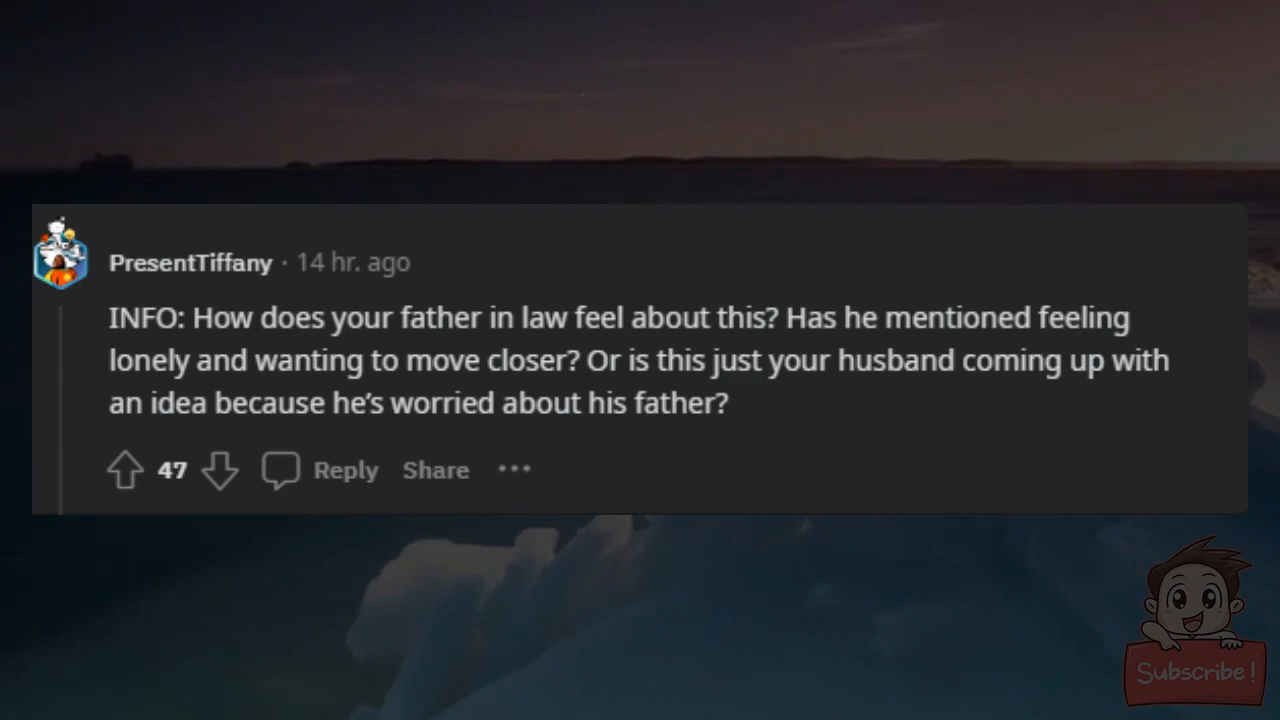 PresentTiffany · 14 hr. ago
INFO: How does your father in law feel about this? Has he mentioned feeling
lonely and wanting to move closer? Or is this just your husband coming up with
an idea because he's worried about his father?
47 Reply Share ···
Subscribe!